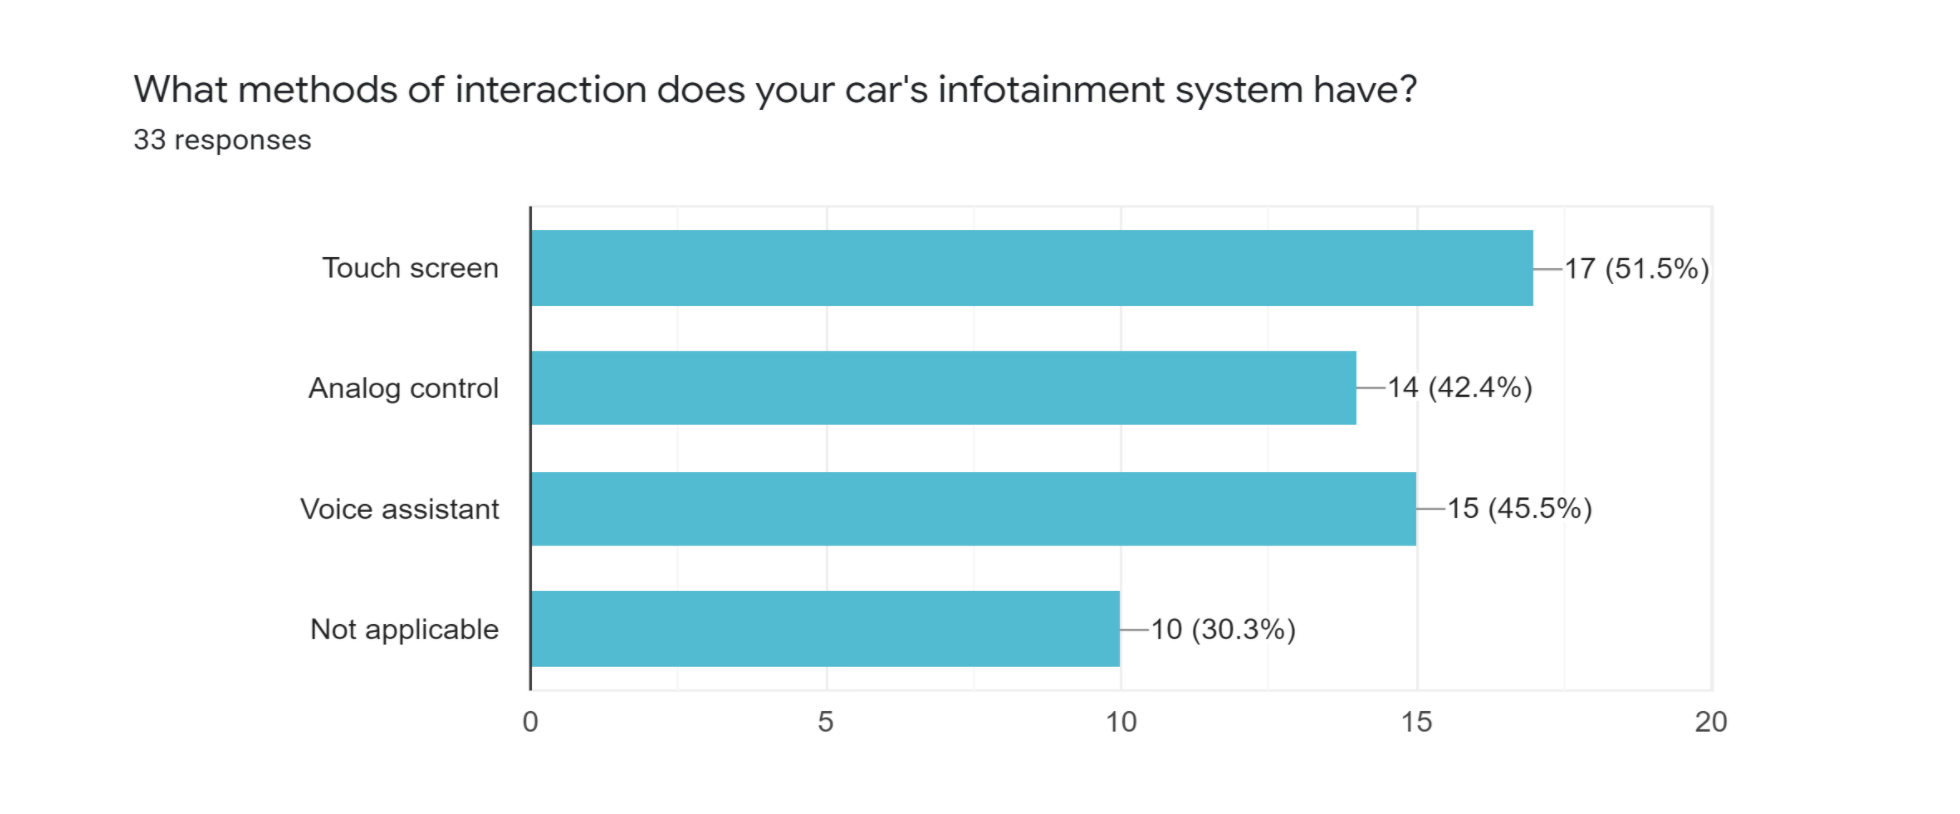 What methods of interaction does your car's infotainment system have?
33 responses
Touch screen 17 (51.5%)
Analog control 14 (42.4%)
Voice assistant 15 (45.5%)
Not applicable 10 (30.3%)
0 5 10 15 20